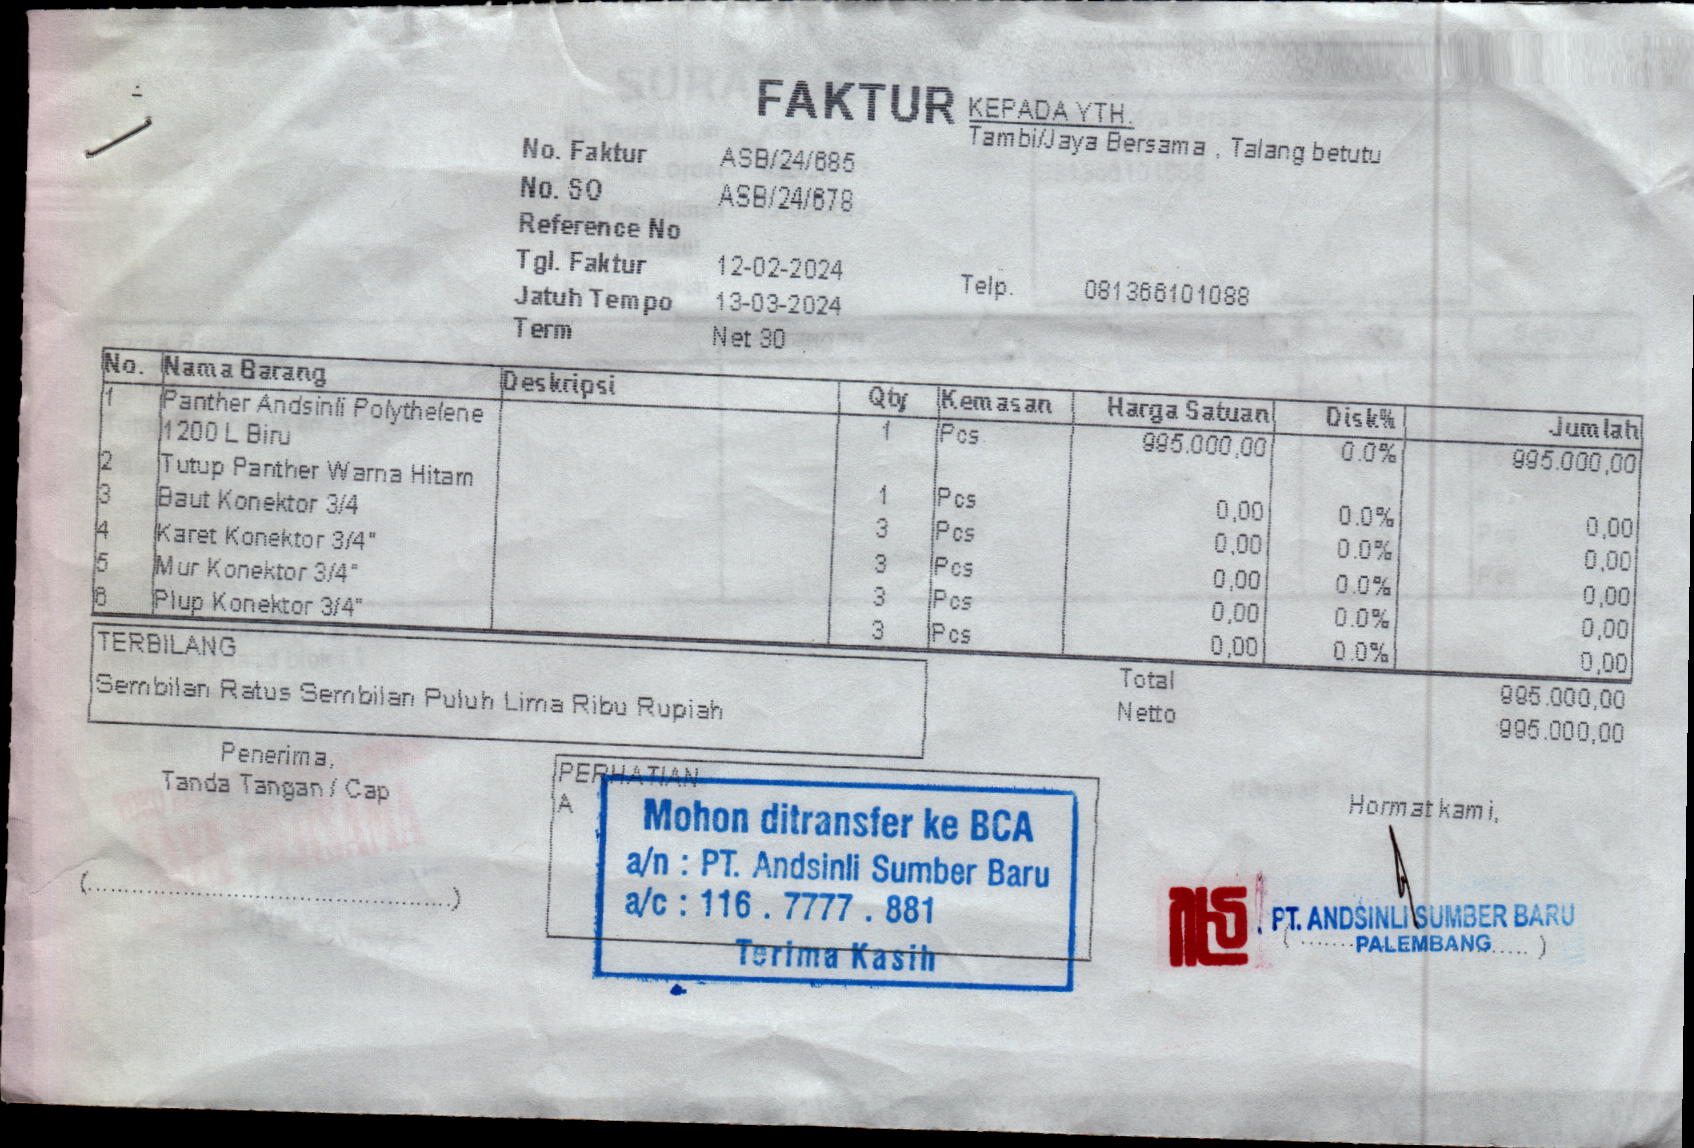 FAKTUR
KEPADA YTH.
Tambi/Jaya Bersama , Talang betutu
No. Faktur ASB/24/685
No. SO ASB/24/678
Reference No
Tgl. Faktur 12-02-2024
Jatuh Tempo 13-03-2024
Term Net 30
Telp. 081366101088
No. Nama Barang Deskripsi Qty Kemasan Harga Satuan Disk% Jumlah
1 Panther Andsinli Polythelene 1 Pcs 995.000,00 0.0% 995.000,00
1200 L Biru
2 Tutup Panther Warna Hitam 1 Pcs 0,00 0.0% 0,00
3 Baut Konektor 3/4 3 Pcs 0,00 0.0% 0,00
4 Karet Konektor 3/4" 3 Pcs 0,00 0.0% 0,00
5 Mur Konektor 3/4" 3 Pcs 0,00 0.0% 0,00
6 Plup Konektor 3/4" 3 Pcs 0,00 0.0% 0,00
TERBILANG
Sembilan Ratus Sembilan Puluh Lima Ribu Rupiah
Total 995.000,00
Netto 995.000,00
Penerima,
Tanda Tangan / Cap
(..............................................)
PERHATIAN
A
Mohon ditransfer ke BCA
a/n : PT. Andsinli Sumber Baru
a/c : 116 . 7777 . 881
Terima Kasih
Hormat kami,
PT. ANDSINLI SUMBER BARU
PALEMBANG